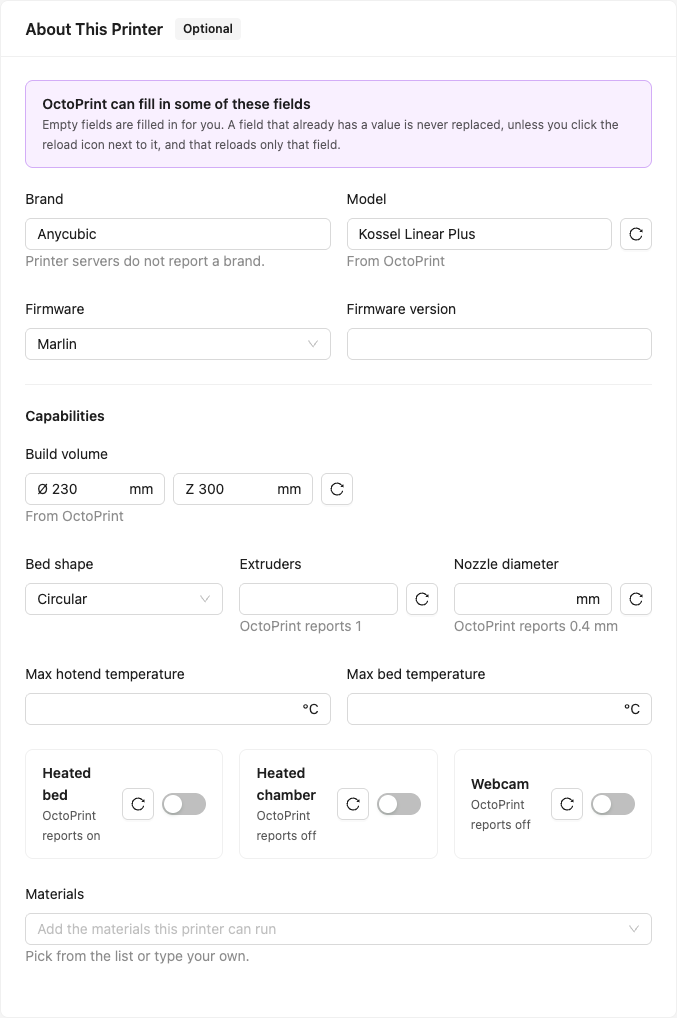 About This Printer Optional
OctoPrint can fill in some of these fields
Empty fields are filled in for you. A field that already has a value is never replaced, unless you click the
reload icon next to it, and that reloads only that field.
Brand Model
Anycubic Kossel Linear Plus
Printer servers do not report a brand. From OctoPrint
Firmware Firmware version
Marlin
Capabilities
Build volume
Ø 230 mm Z 300 mm
From OctoPrint
Bed shape Extruders Nozzle diameter
Circular mm
OctoPrint reports 1 OctoPrint reports 0.4 mm
Max hotend temperature Max bed temperature
°C °C
Heated
bed
OctoPrint
reports on
Heated
chamber
OctoPrint
reports off
Webcam
OctoPrint
reports off
Materials
Add the materials this printer can run
Pick from the list or type your own.